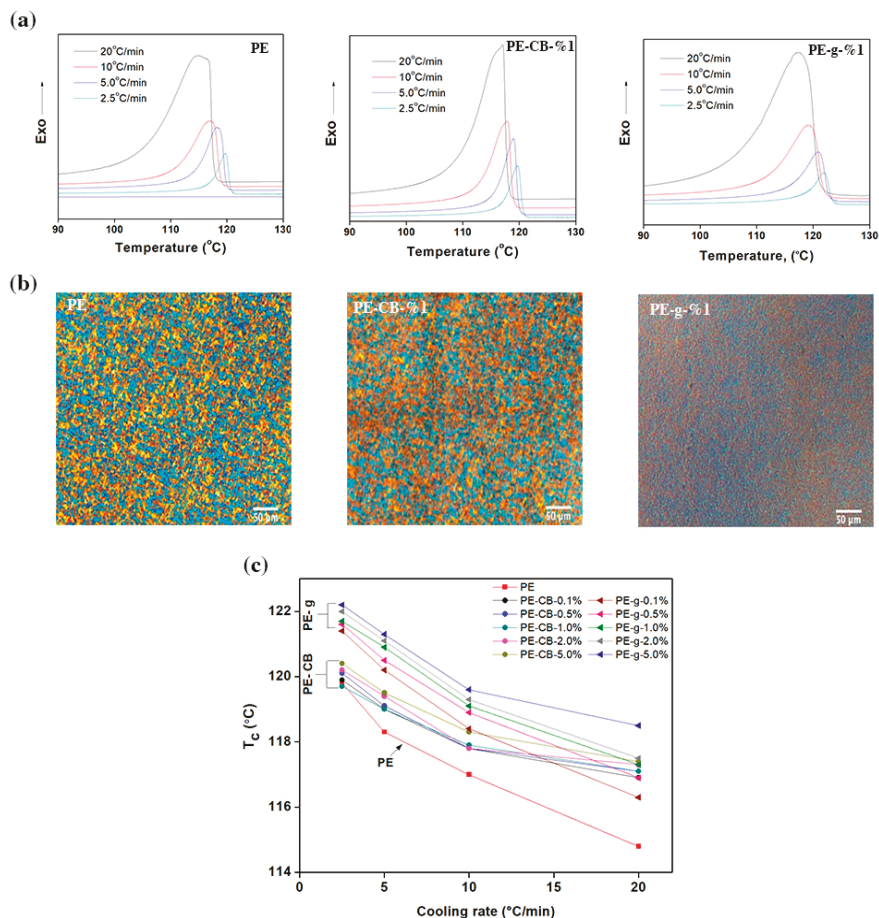 (a)
PE
20°C/min
10°C/min
5.0°C/min
2.5°C/min
Exo
90 100 110 120 130
Temperature (°C)
PE-CB-%1
20°C/min
10°C/min
5.0°C/min
2.5°C/min
Exo
90 100 110 120 130
Temperature (°C)
PE-g-%1
20°C/min
10°C/min
5.0°C/min
2.5°C/min
Exo
90 100 110 120 130
Temperature, (°C)
(b)
PE
50 µm
PE-CB-%1
50 µm
PE-g-%1
50 µm
(c)
PE
PE-CB-0.1% PE-g-0.1%
PE-CB-0.5% PE-g-0.5%
PE-CB-1.0% PE-g-1.0%
PE-CB-2.0% PE-g-2.0%
PE-CB-5.0% PE-g-5.0%
PE- g
PE- CB
PE
122
120
118
116
114
Tc (°C)
0 5 10 15 20
Cooling rate (°C/min)